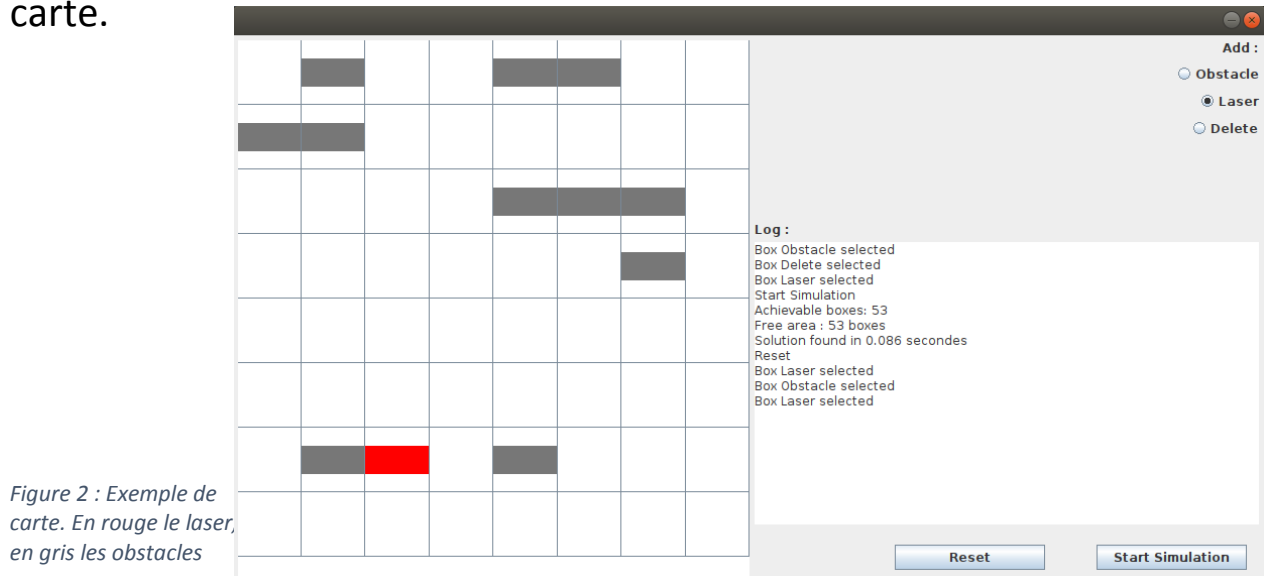 carte.
Add :
Obstacle
Laser
Delete
Log :
Box Obstacle selected
Box Delete selected
Box Laser selected
Start Simulation
Achievable boxes: 53
Free area : 53 boxes
Solution found in 0.086 secondes
Reset
Box Laser selected
Box Obstacle selected
Box Laser selected
Reset
Start Simulation
Figure 2 : Exemple de
carte. En rouge le laser,
en gris les obstacles